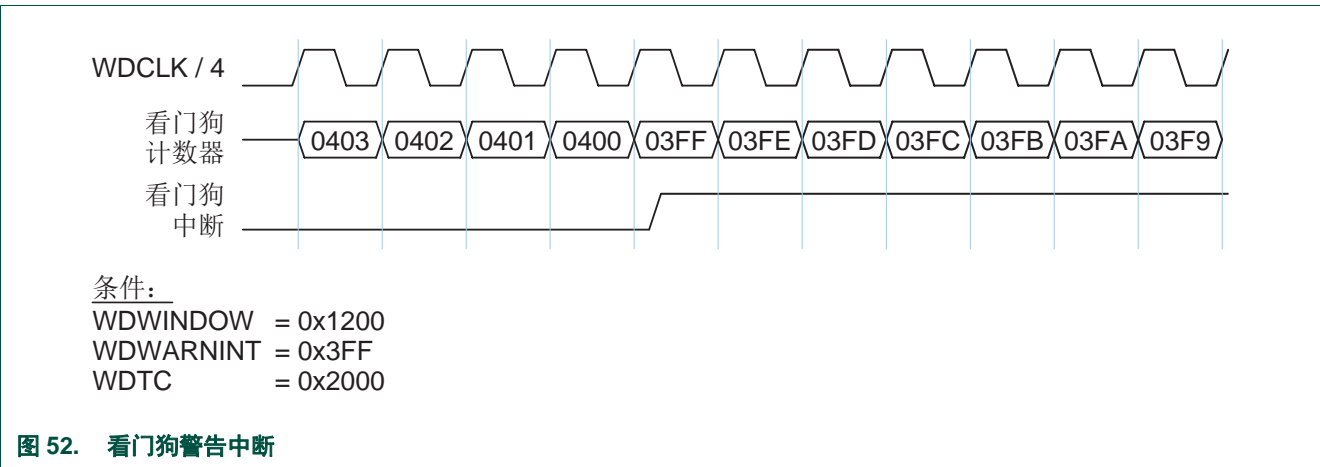 WDCLK / 4
看门狗
计数器
0403 0402 0401 0400 03FF 03FE 03FD 03FC 03FB 03FA 03F9
看门狗
中断
条件：
WDWINDOW = 0x1200
WDWARNINT = 0x3FF
WDTC = 0x2000
图 52. 看门狗警告中断